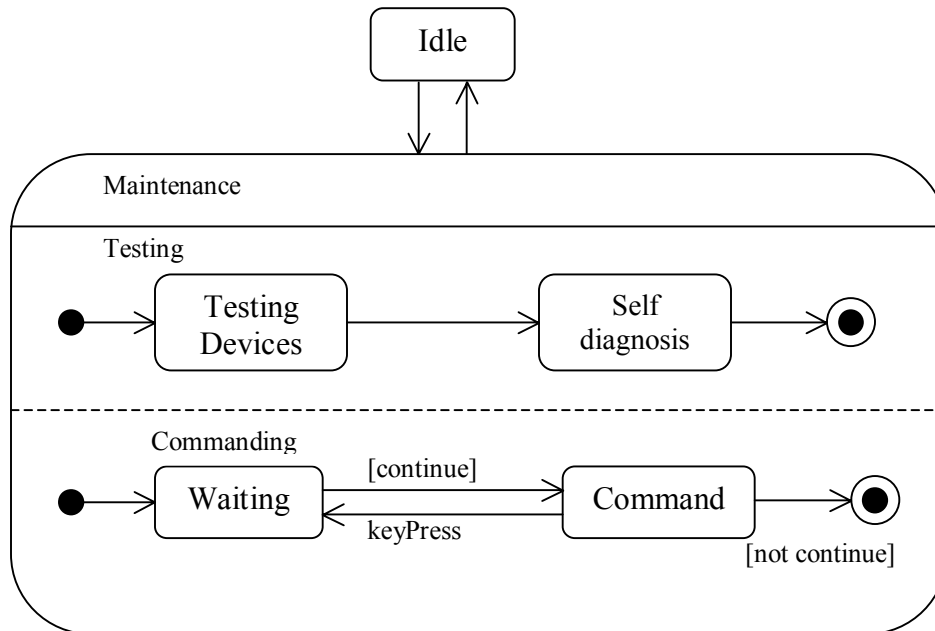 Idle
Maintenance
Testing
Testing
Devices
Self
diagnosis
Commanding
[continue]
Waiting
Command
keyPress
[not continue]